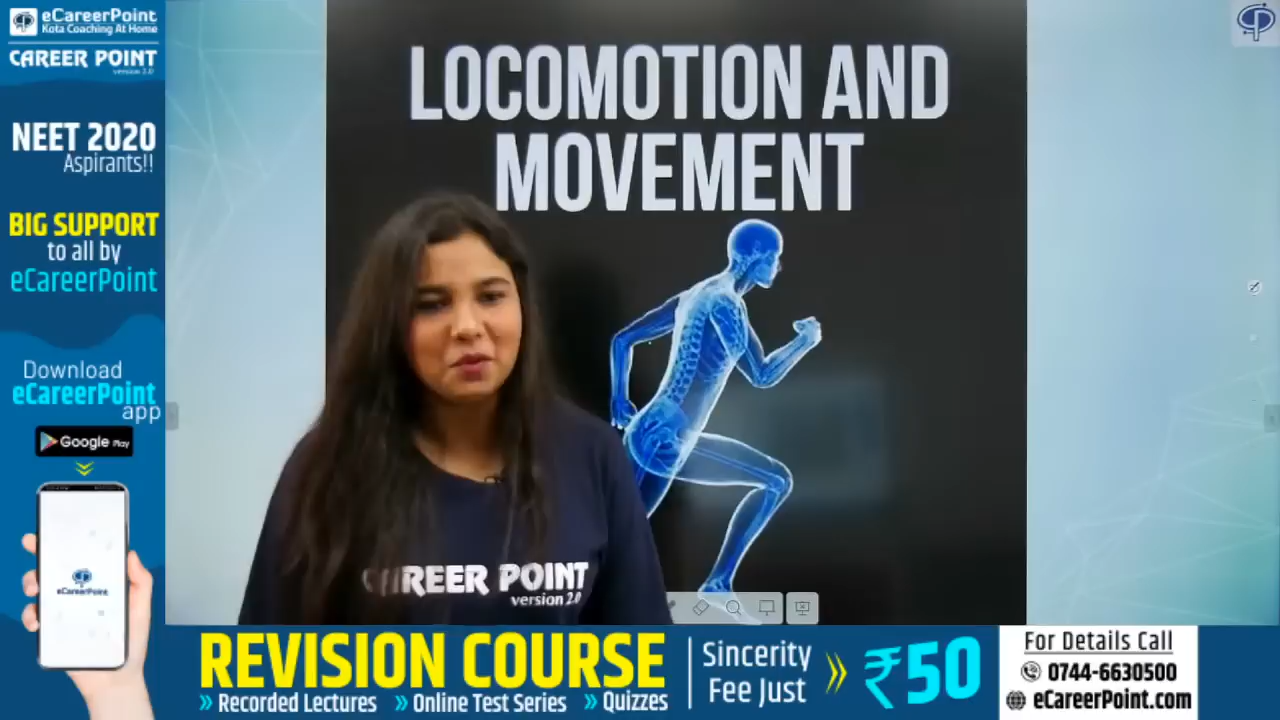 eCareerPoint
Kota Coaching At Home
CAREER POINT
version 2.0
NEET 2020
Aspirants!!
BIG SUPPORT
to all by
eCareerPoint
Download
eCareerPoint
app
Google Play
eCareerPoint
LOCOMOTION AND
MOVEMENT
CAREER POINT
version 2.0
REVISION COURSE
» Recorded Lectures » Online Test Series » Quizzes
Sincerity
Fee Just
» ₹50
For Details Call
0744-6630500
eCareerPoint.com